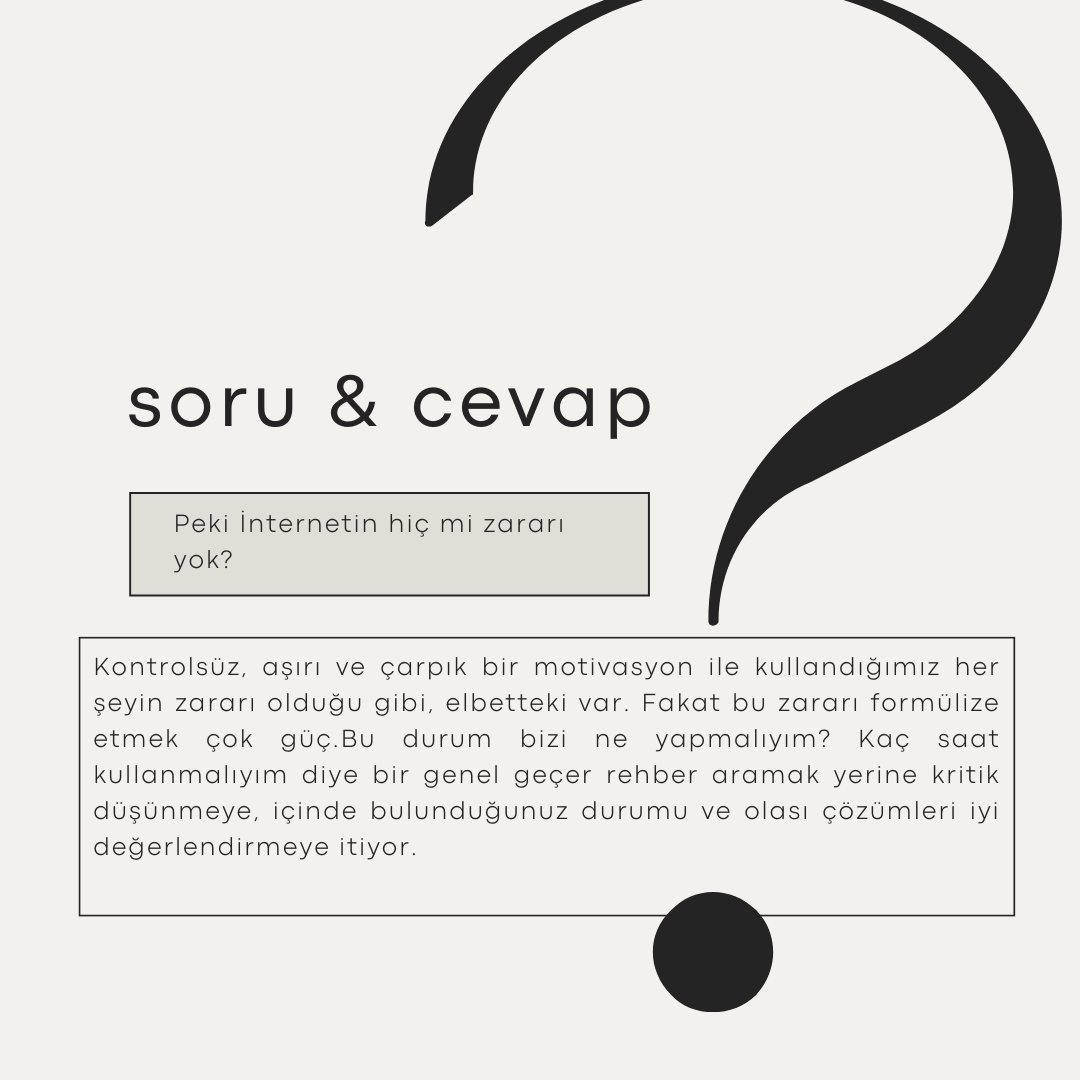 soru & cevap
Peki İnternetin hiç mi zararı
yok?
Kontrolsüz, aşırı ve çarpık bir motivasyon ile kullandığımız her
şeyin zararı olduğu gibi, elbetteki var. Fakat bu zararı formülize
etmek çok güç.Bu durum bizi ne yapmalıyım? Kaç saat
kullanmalıyım diye bir genel geçer rehber aramak yerine kritik
düşünmeye, içinde bulunduğunuz durumu ve olası çözümleri iyi
değerlendirmeye itiyor.